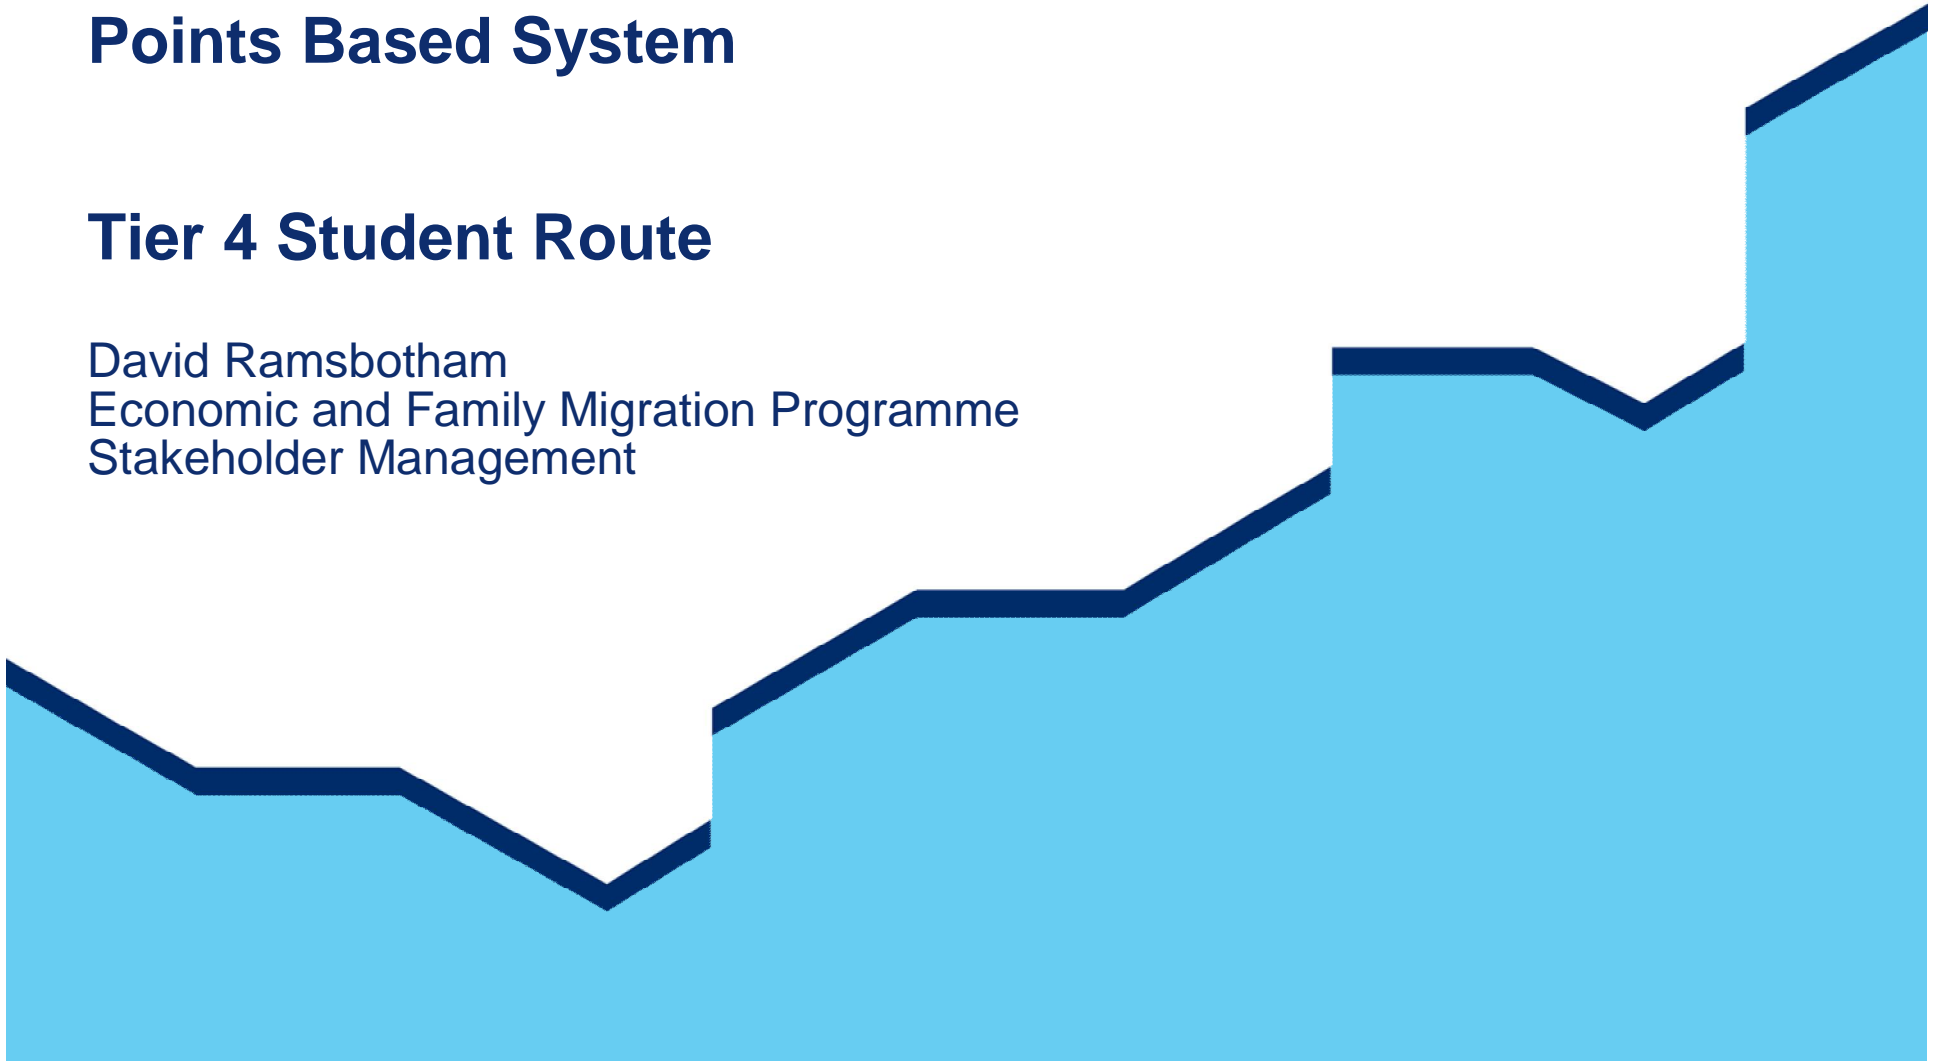 Points Based System
Tier 4 Student Route
David Ramsbotham
Economic and Family Migration Programme
Stakeholder Management